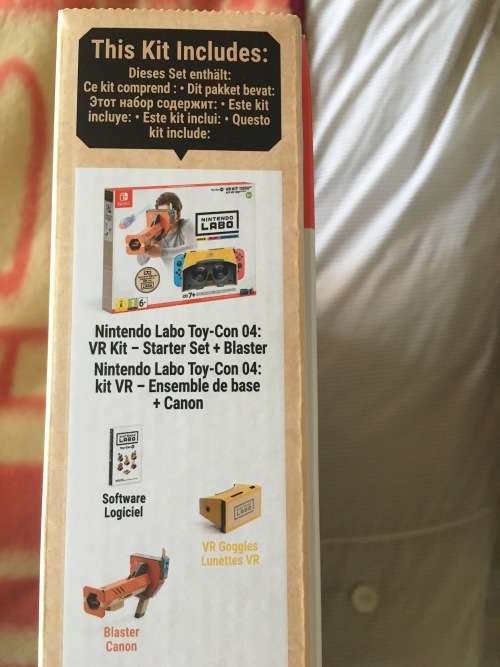 This Kit Includes:
Dieses Set enthält:
Ce kit comprend : • Dit pakket bevat:
Этот набор содержит: • Este kit
incluye: • Este kit inclui: • Questo
kit include:
NINTENDO
LABO
7+
Nintendo Labo Toy-Con 04:
VR Kit – Starter Set + Blaster
Nintendo Labo Toy-Con 04:
kit VR – Ensemble de base
+ Canon
LABO
Software
Logiciel
VR Goggles
Lunettes VR
Blaster
Canon